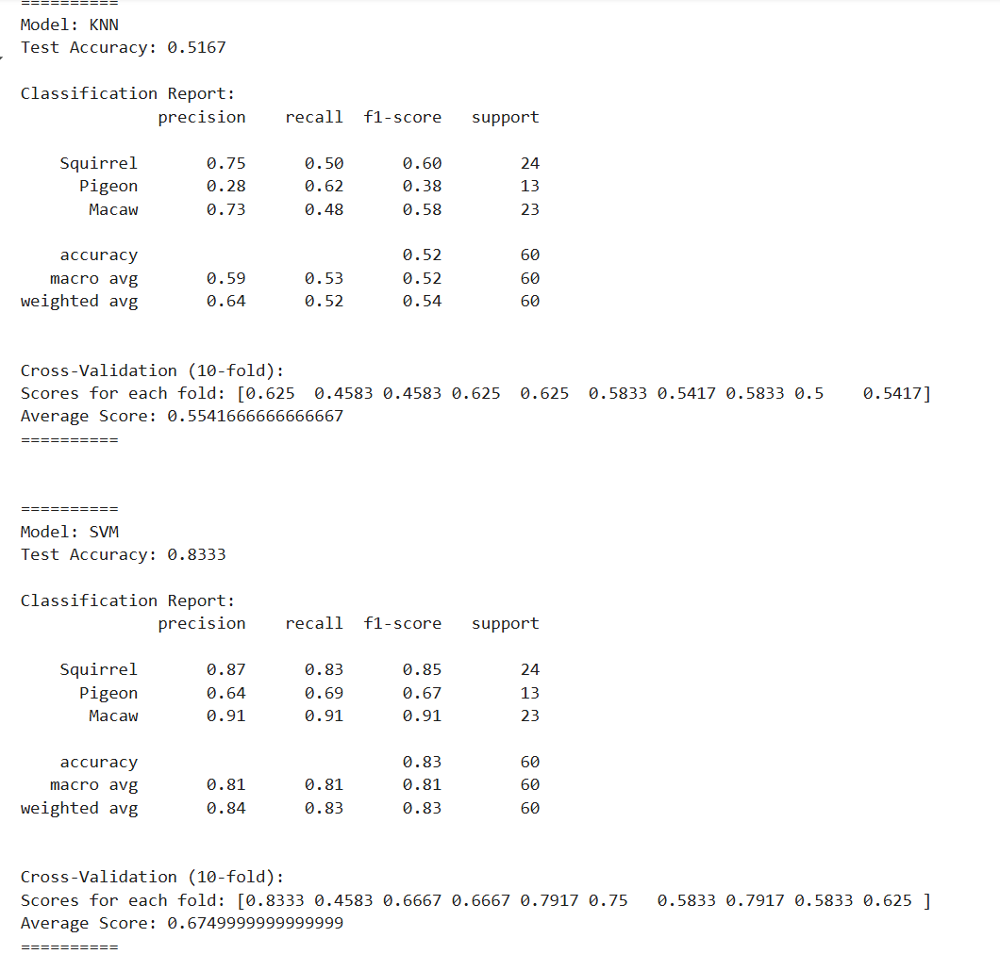 ==========
Model: KNN
Test Accuracy: 0.5167
Classification Report:
precision recall f1-score support
Squirrel 0.75 0.50 0.60 24
Pigeon 0.28 0.62 0.38 13
Macaw 0.73 0.48 0.58 23
accuracy 0.52 60
macro avg 0.59 0.53 0.52 60
weighted avg 0.64 0.52 0.54 60
Cross-Validation (10-fold):
Scores for each fold: [0.625 0.4583 0.4583 0.625 0.625 0.5833 0.5417 0.5833 0.5 0.5417]
Average Score: 0.5541666666666667
==========
==========
Model: SVM
Test Accuracy: 0.8333
Classification Report:
precision recall f1-score support
Squirrel 0.87 0.83 0.85 24
Pigeon 0.64 0.69 0.67 13
Macaw 0.91 0.91 0.91 23
accuracy 0.83 60
macro avg 0.81 0.81 0.81 60
weighted avg 0.84 0.83 0.83 60
Cross-Validation (10-fold):
Scores for each fold: [0.8333 0.4583 0.6667 0.6667 0.7917 0.75 0.5833 0.7917 0.5833 0.625 ]
Average Score: 0.6749999999999999
==========